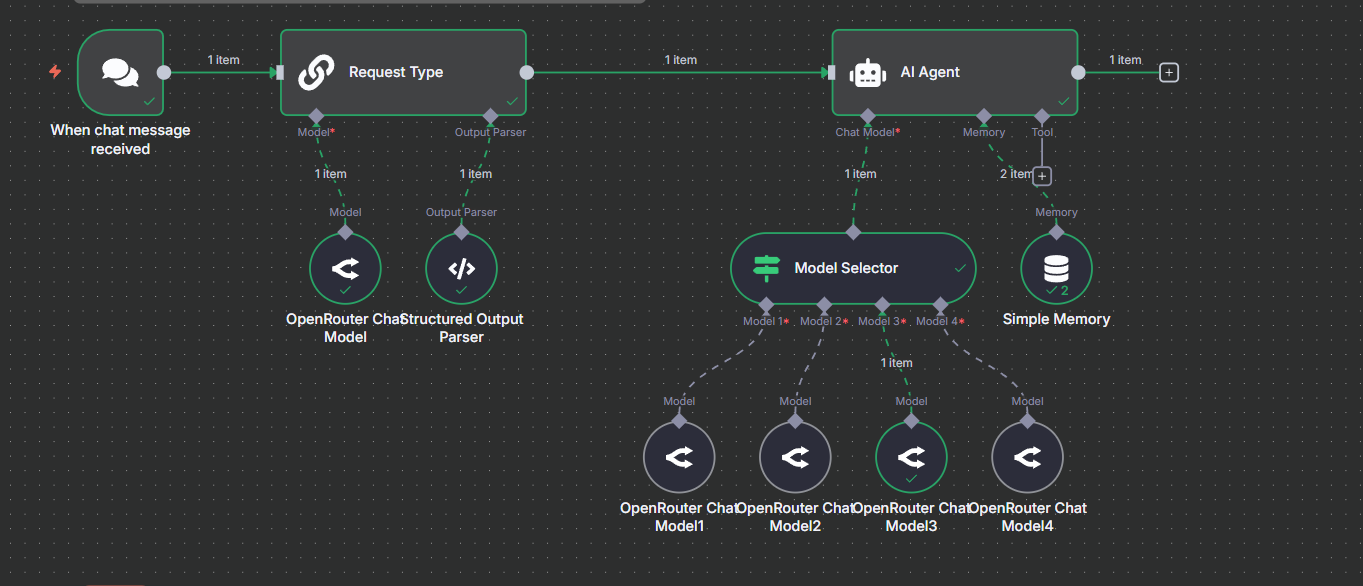 1 item
1 item
1 item
Request Type
AI Agent
When chat message
received
Model*
Output Parser
Chat Model*
Memory
Tool
1 item
1 item
1 item
2 item
Model
Output Parser
Memory
Model Selector
2
OpenRouter Chat
Model
Structured Output
Parser
Simple Memory
Model 1*
Model 2*
Model 3*
Model 4*
1 item
Model
Model
Model
Model
OpenRouter Chat
Model1
OpenRouter Chat
Model2
OpenRouter Chat
Model3
OpenRouter Chat
Model4